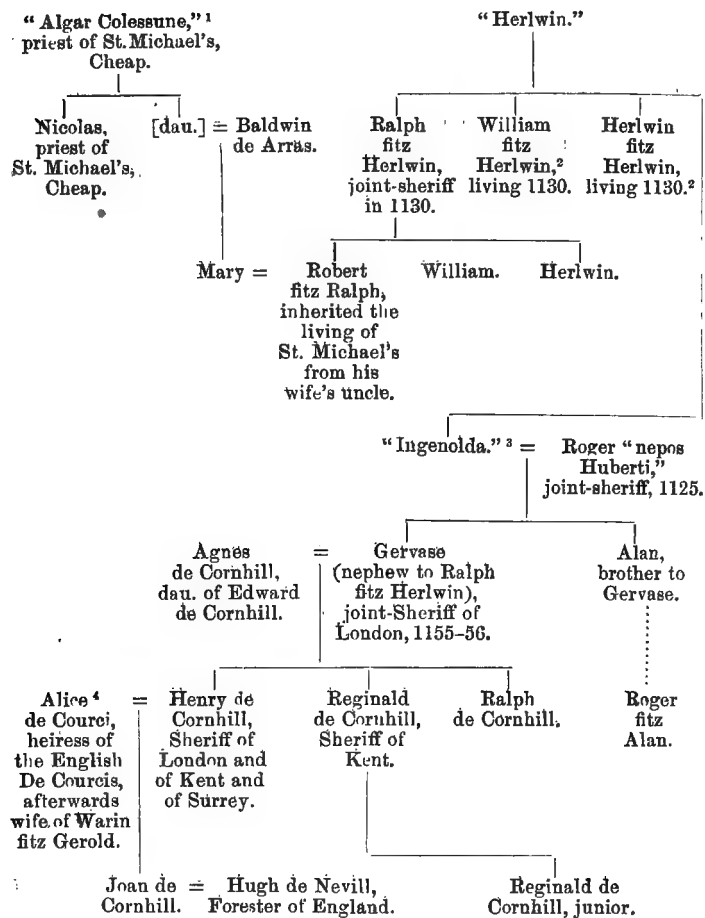 “Algar Colessune,” ¹
priest of St. Michael's,
Cheap.
“Herlwin.”
Nicolas,
priest of
St. Michael's,
Cheap.
[dau.] = Baldwin
de Arras.
Ralph
fitz
Herlwin,
joint-sheriff
in 1130.
William
fitz
Herlwin,²
living 1130.
Herlwin
fitz
Herlwin,
living 1130.²
Mary =
Robert
fitz Ralph,
inherited the
living of
St. Michael's
from his
wife's uncle.
William.
Herlwin.
“Ingenolda.” ³ =
Roger “nepos
Huberti,”
joint-sheriff, 1125.
Agnes
de Cornhill,
dau. of Edward
de Cornhill.
=
Gervase
(nephew to Ralph
fitz Herlwin),
joint-Sheriff of
London, 1155–56.
Alan,
brother to
Gervase.
Alice ⁴
de Courci,
heiress of
the English
De Courcis,
afterwards
wife of Warin
fitz Gerold.
=
Henry de
Cornhill,
Sheriff of
London and
of Kent and
of Surrey.
Reginald
de Cornhill,
Sheriff of
Kent.
Ralph
de Cornhill.
Roger
fitz
Alan.
Joan de
Cornhill.
=
Hugh de Nevill,
Forester of England.
Reginald de
Cornhill, junior.